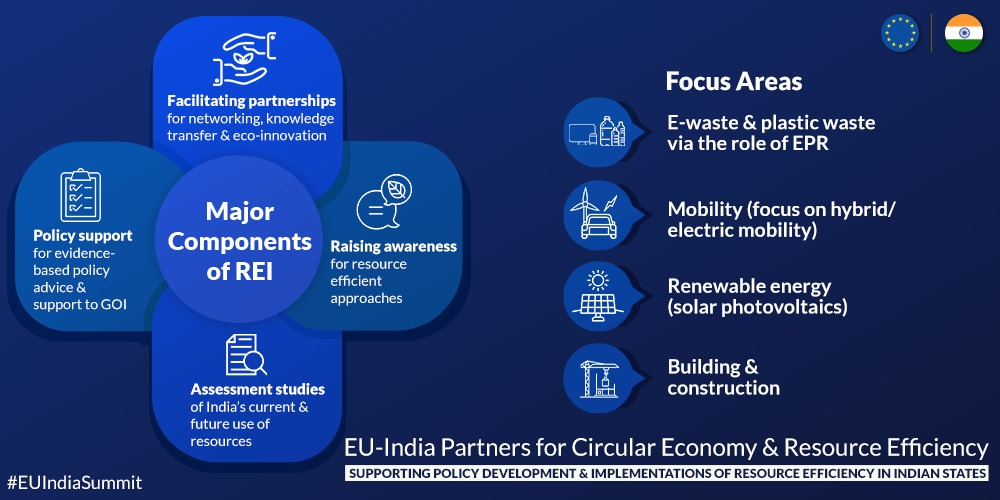 Facilitating partnerships
for networking, knowledge
transfer & eco-innovation
Policy support
for evidence-
based policy
advice &
support to GOI
Major
Components
of REI
Raising awareness
for resource
efficient
approaches
Assessment studies
of India's current &
future use of
resources
Focus Areas
E-waste & plastic waste
via the role of EPR
Mobility (focus on hybrid/
electric mobility)
Renewable energy
(solar photovoltaics)
Building &
construction
EU-India Partners for Circular Economy & Resource Efficiency
SUPPORTING POLICY DEVELOPMENT & IMPLEMENTATIONS OF RESOURCE EFFICIENCY IN INDIAN STATES
#EUIndiaSummit